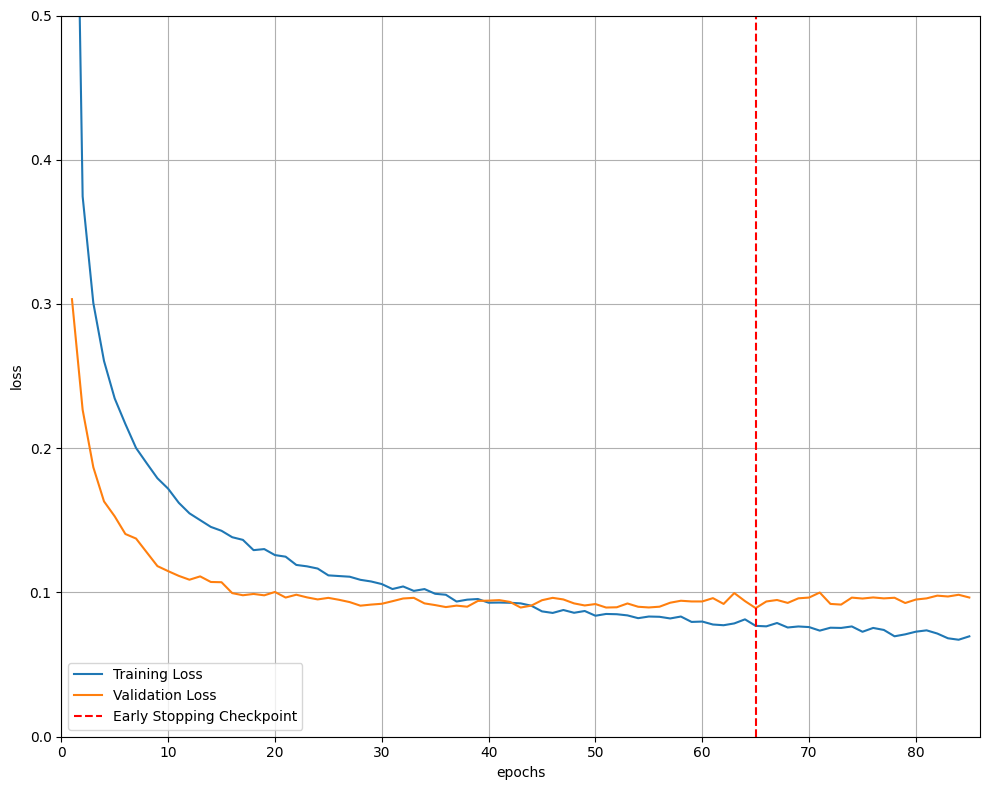 0.5
0.4
0.3
0.2
0.1
0.0
loss
Training Loss
Validation Loss
Early Stopping Checkpoint
0 10 20 30 40 50 60 70 80
epochs